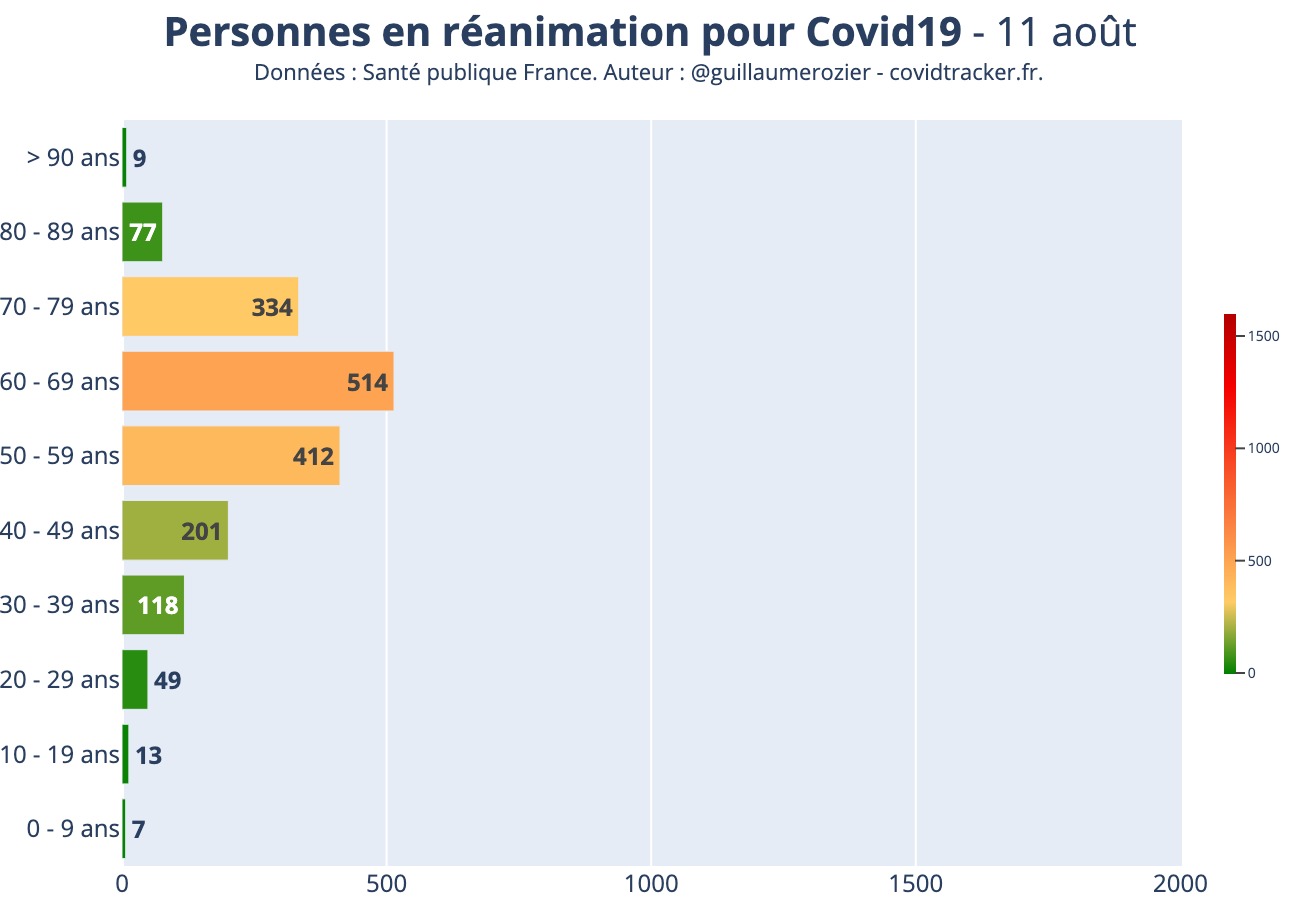 Personnes en réanimation pour Covid19 - 11 août
Données : Santé publique France. Auteur : @guillaumerozier - covidtracker.fr.
> 90 ans 9
80 - 89 ans 77
70 - 79 ans 334
60 - 69 ans 514
50 - 59 ans 412
40 - 49 ans 201
30 - 39 ans 118
20 - 29 ans 49
10 - 19 ans 13
0 - 9 ans 7
0 500 1000 1500 2000
1500
1000
500
0